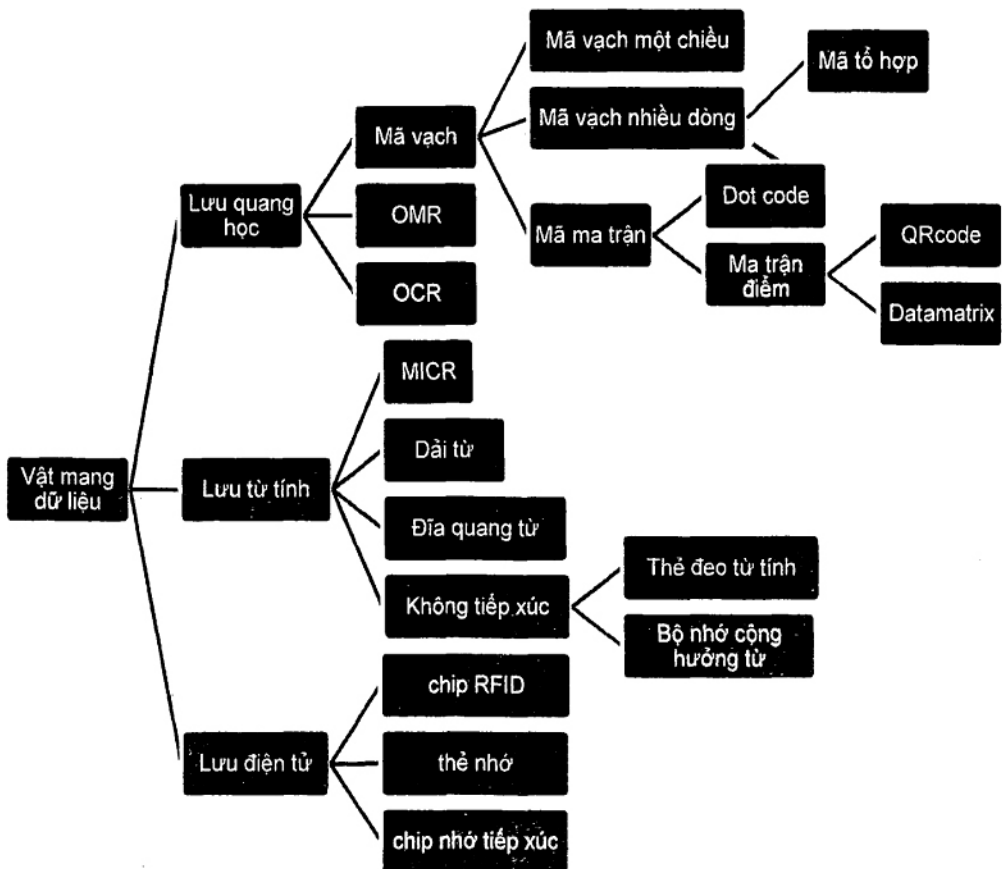 Mã vạch một chiều
Mã tổ hợp
Mã vạch nhiều dòng
Mã vạch
Dot code
Lưu quang
học
OMR
Mã ma trận
QRcode
Ma trận
điểm
OCR
Datamatrix
MICR
Dải từ
Vật mang
dữ liệu
Lưu từ tính
Đĩa quang từ
Thẻ đeo từ tính
Không tiếp xúc
Bộ nhớ cộng
hưởng từ
chip RFID
Lưu điện tử
thẻ nhớ
chip nhớ tiếp xúc